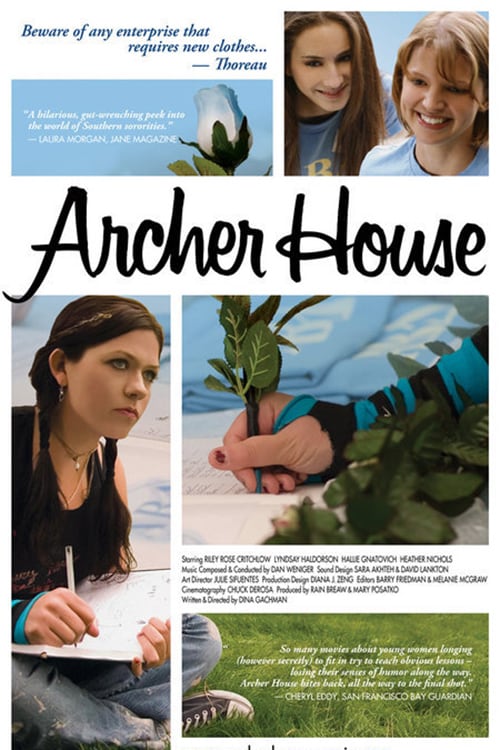 Beware of any enterprise that
requires new clothes...
— Thoreau
"A hilarious, gut-wrenching peek into
the world of Southern sororities."
— LAURA MORGAN, JANE MAGAZINE
Archer House
Starring RILEY ROSE CRITCHLOW LYNDSAY HALDORSON HALLIE GNATOVICH HEATHER NICHOLS
Music Composed & Conducted by DAN WENIGER Sound Design SARA AKHTEH & DAVID LANKTON
Art Director JULIE SIFUENTES Production Design DIANA J. ZENG Editors BARRY FRIEDMAN & MELANIE MCGRAW
Cinematography CHUCK DEROSA Produced by RAIN BREAW & MARY POSATKO
Written & Directed by DINA GACHMAN
So many movies about young women longing
(however secretly) to fit in try to teach obvious lessons –
losing their senses of humor along the way.
Archer House bites back, all the way to the final shot."
— CHERYL EDDY, SAN FRANCISCO BAY GUARDIAN